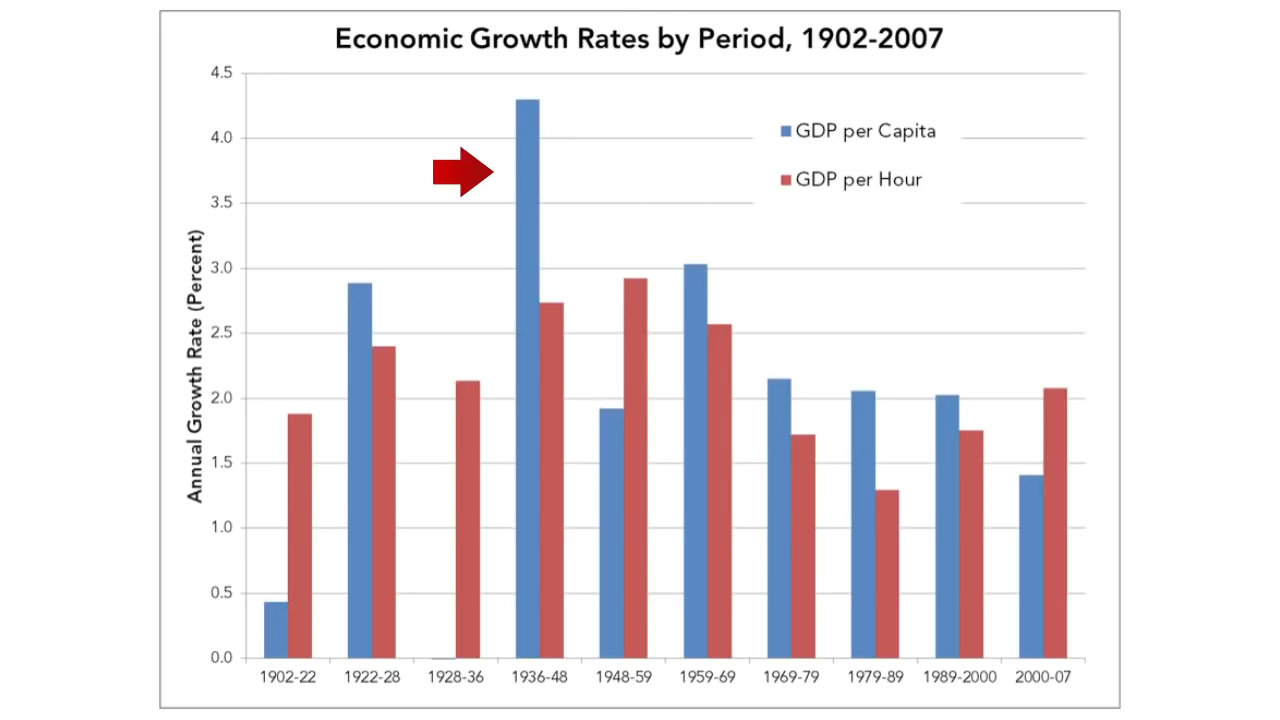 Economic Growth Rates by Period, 1902-2007
4.5
4.0
3.5
3.0
2.5
2.0
1.5
1.0
0.5
0.0
Annual Growth Rate (Percent)
GDP per Capita
GDP per Hour
1902-22 1922-28 1928-36 1936-48 1948-59 1959-69 1969-79 1979-89 1989-2000 2000-07